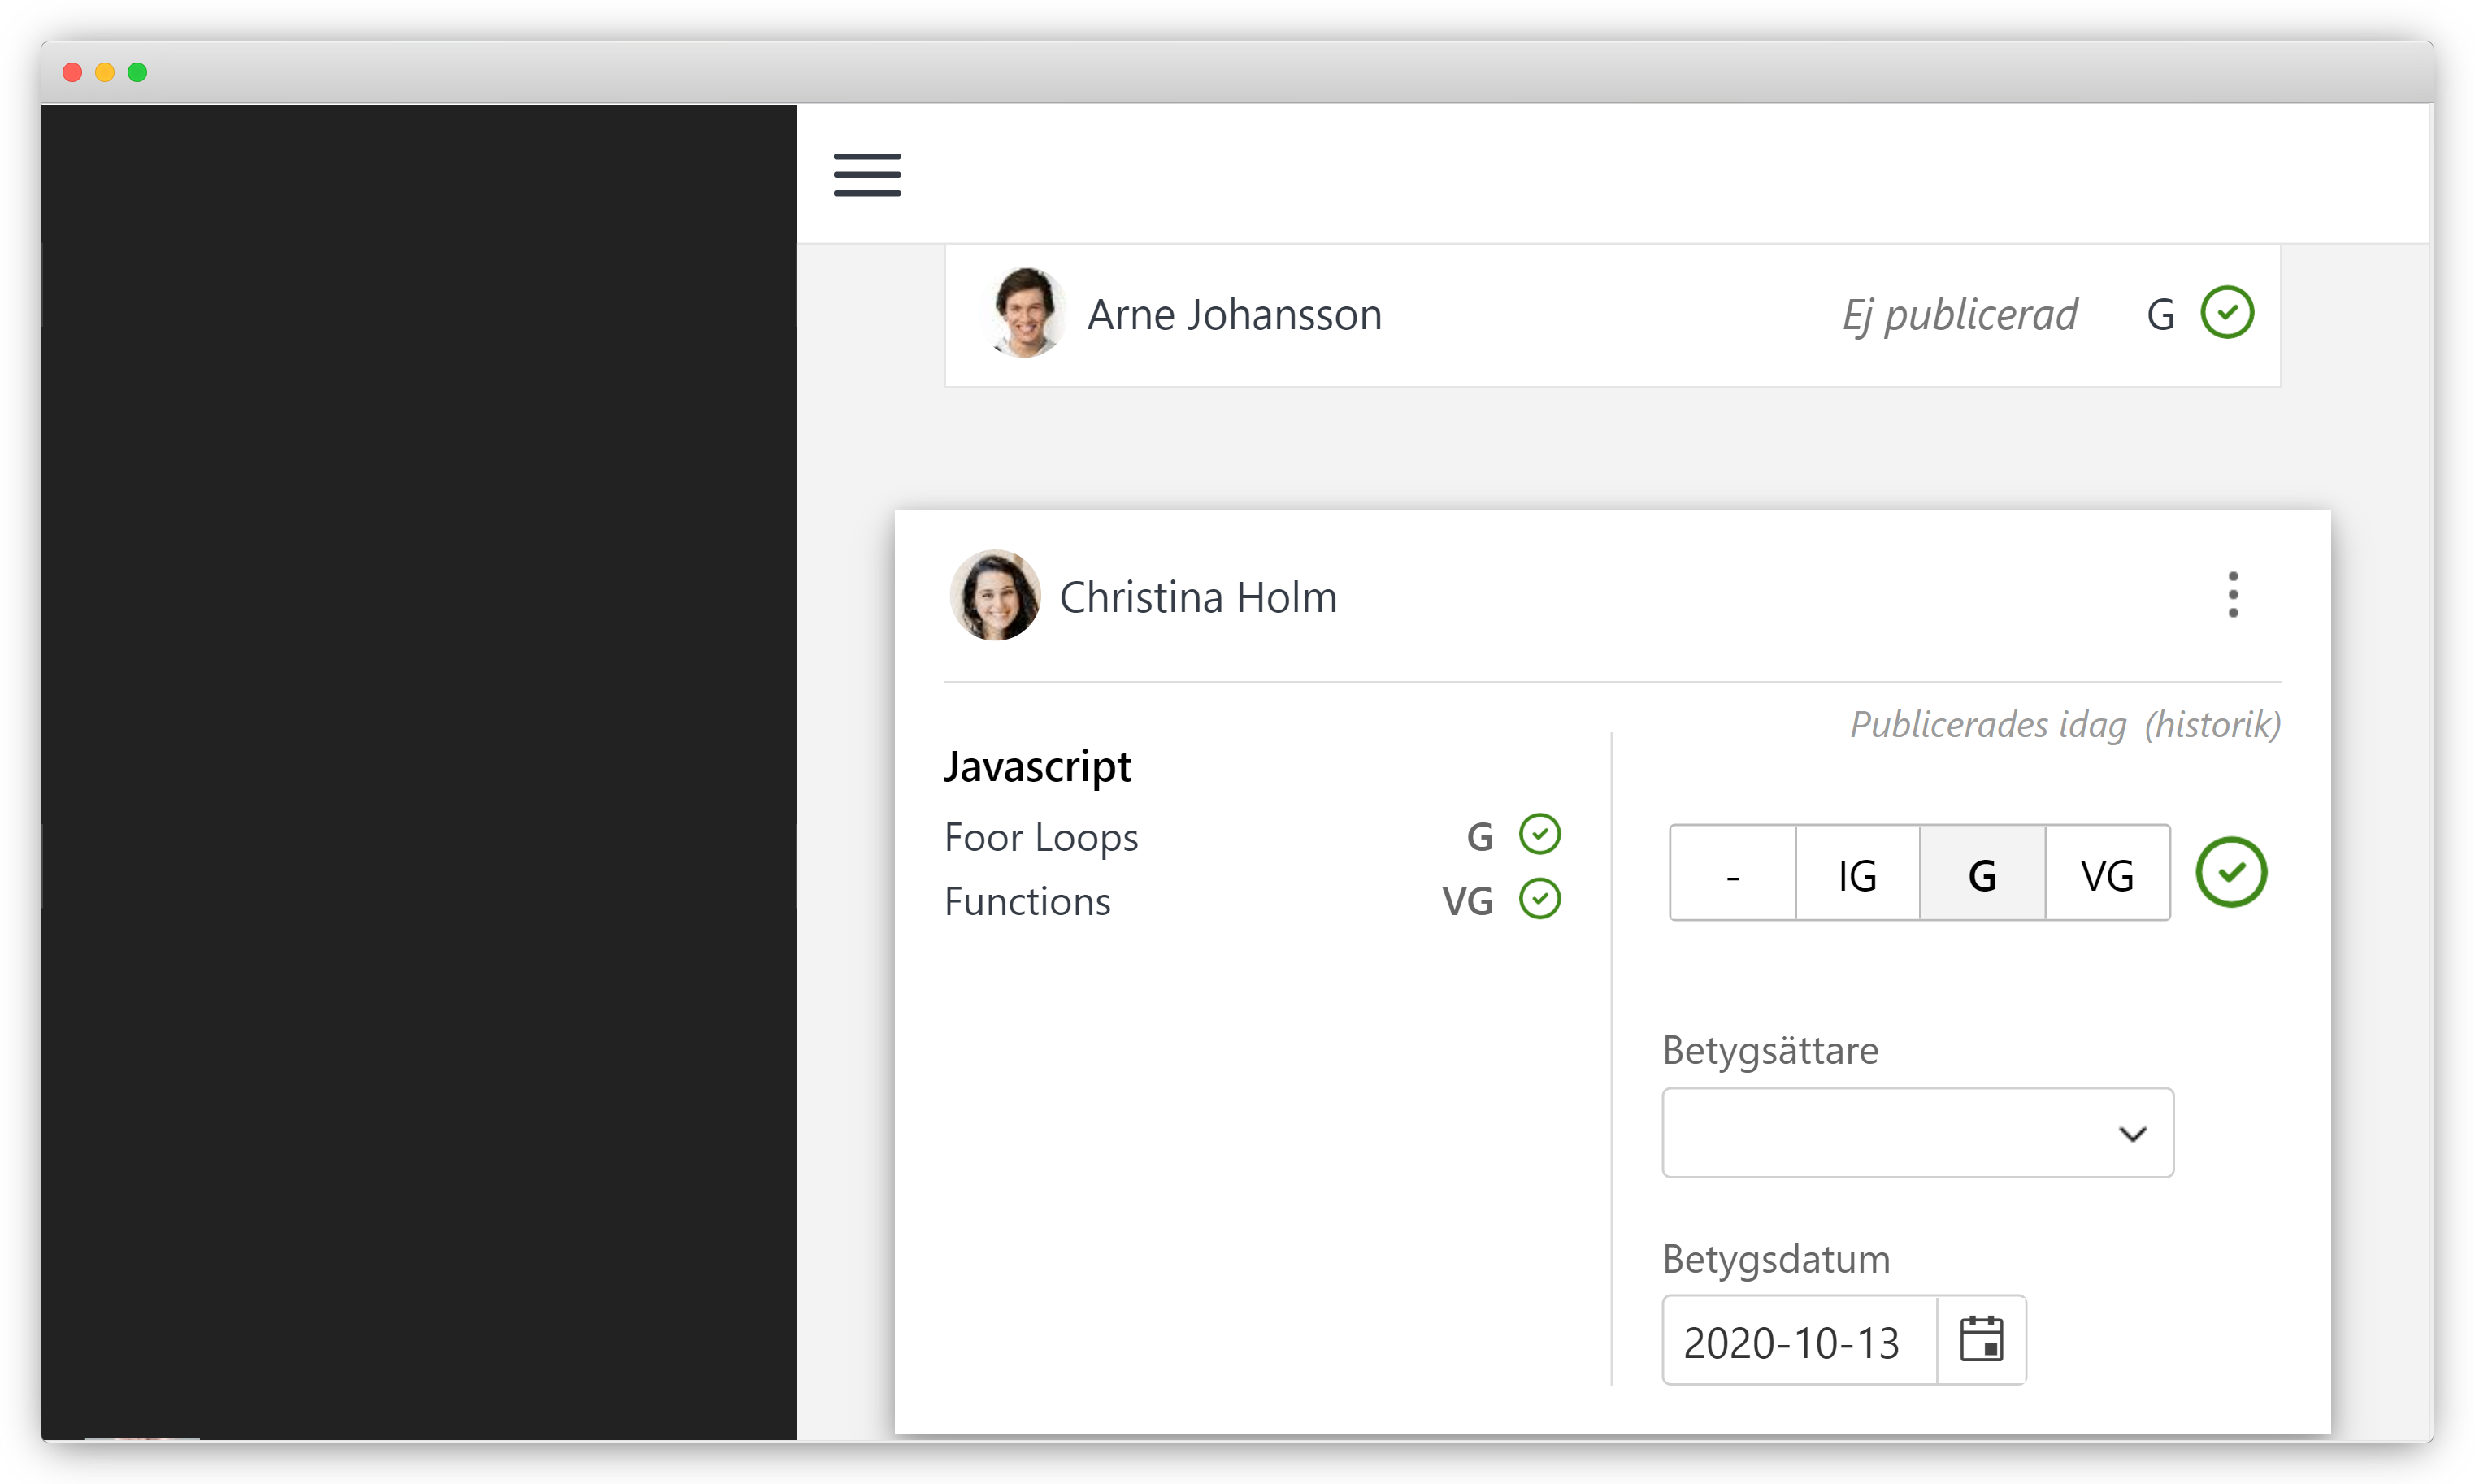 Arne Johansson Ej publicerad G
Christina Holm
Publicerades idag (historik)
Javascript
Foor Loops G
Functions VG
- IG G VG
Betygsättare
Betygsdatum
2020-10-13